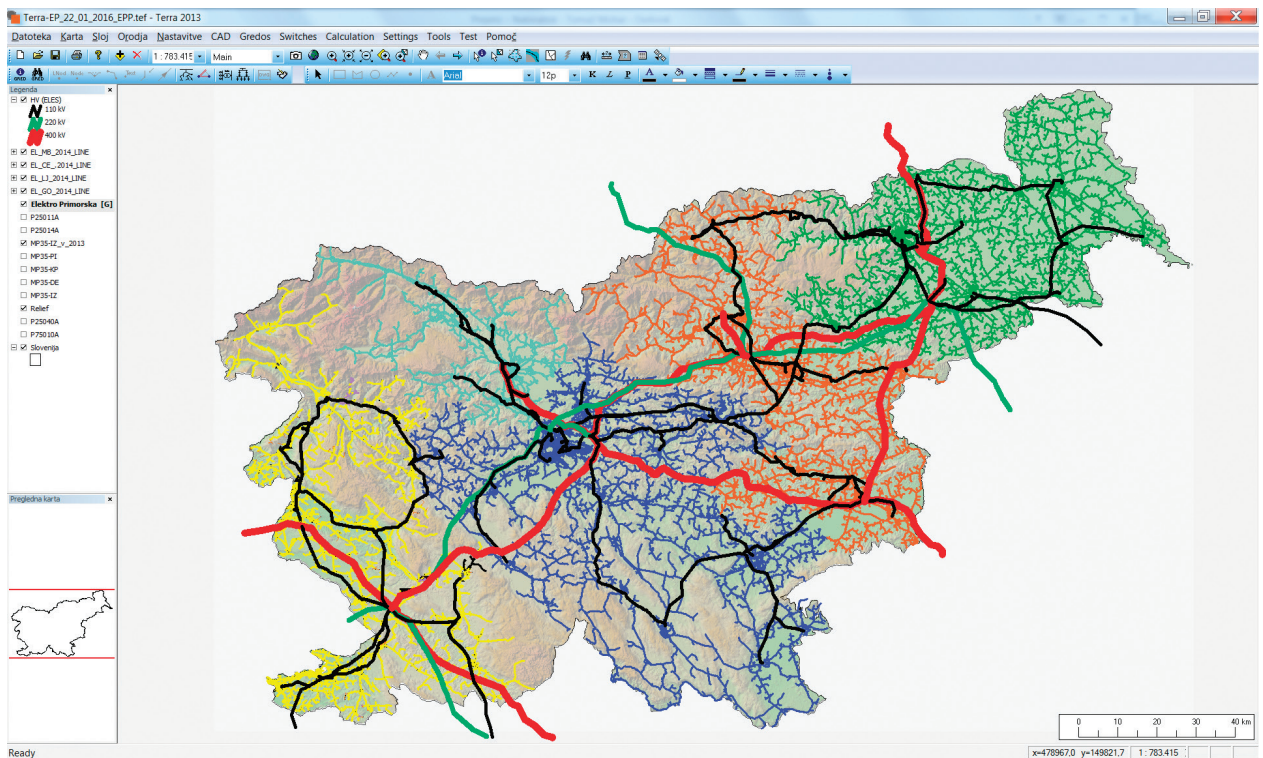 Terra-EP_22_01_2016_EPP.tef - Terra 2013
Datoteka Karta Sloj Orodja Nastavitve CAD Gredos Switches Calculation Settings Tools Test Pomoč
1 : 783.415 Main
Arial 12p K L P A
Legenda
HV (ELES)
110 kV
220 kV
400 kV
EL_MB_2014_LINE
EL_CE_.2014_LINE
EL_LJ_2014_LINE
EL_GO_2014_LINE
Elektro Primorska [G]
P25011A
P25014A
MP35-IZ_v_2013
MP35-PI
MP35-KP
MP35-DE
MP35-IZ
Relief
P25040A
P75010A
Slovenija
Pregledna karta
0 10 20 30 40 km
Ready
x=478967,0 y=149821,7 1 : 783.415